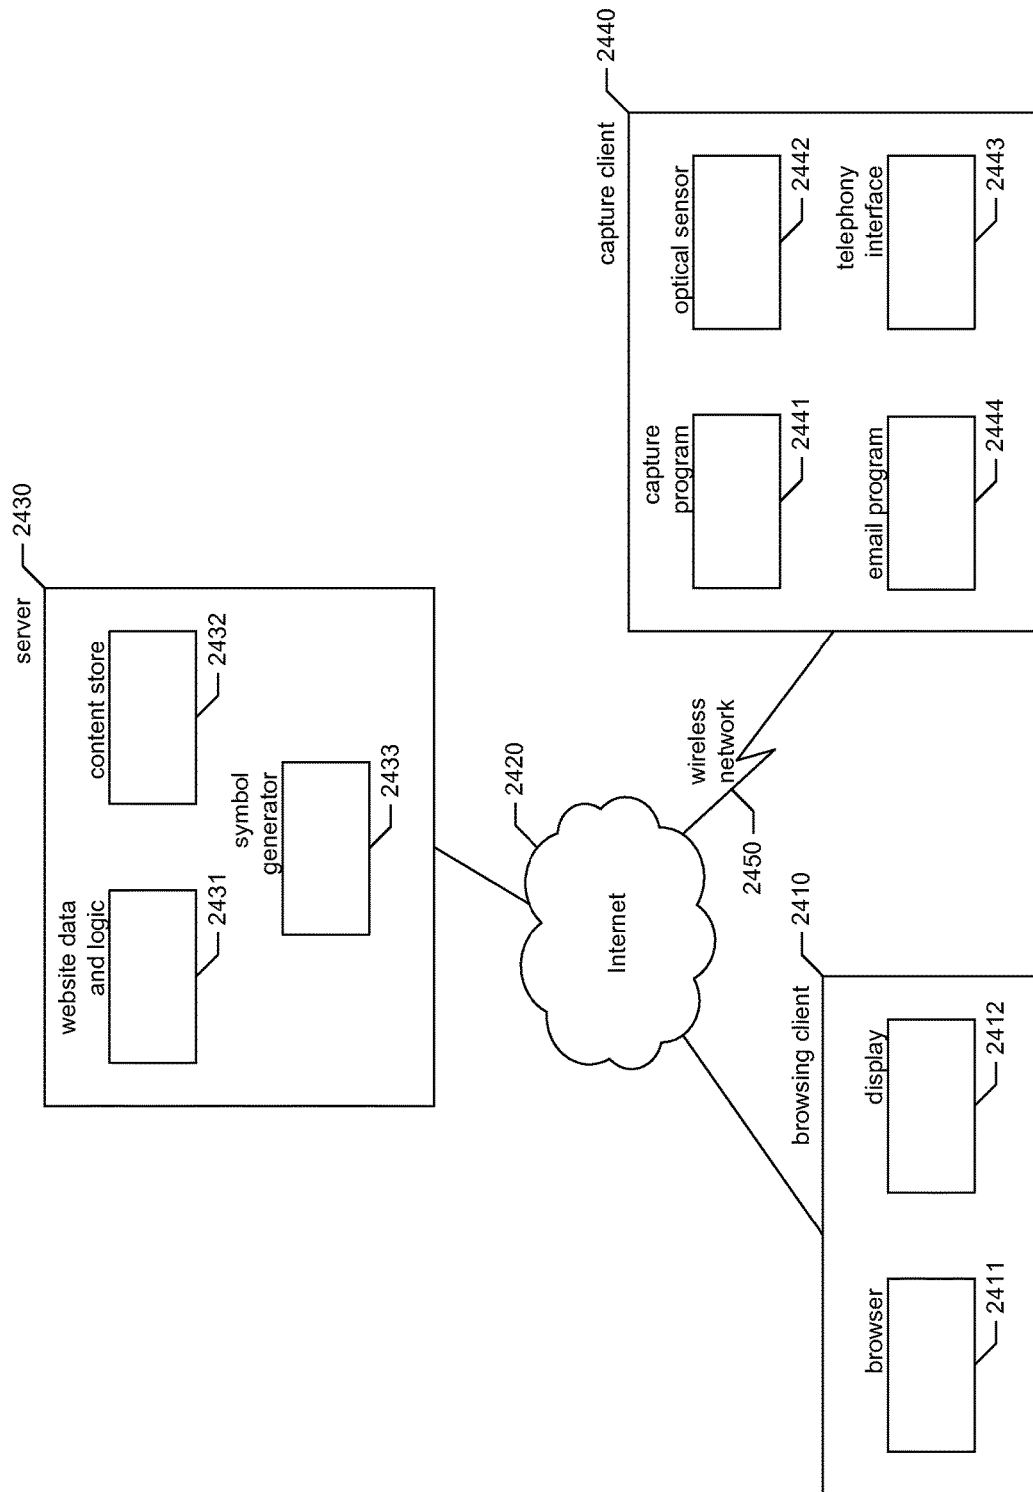 server
2430
website data
and logic
2431
content store
2432
symbol
generator
2433
Internet
2420
wireless
network
2450
browsing client
2410
browser
2411
display
2412
capture client
2440
capture
program
2441
optical sensor
2442
email program
2444
telephony
interface
2443